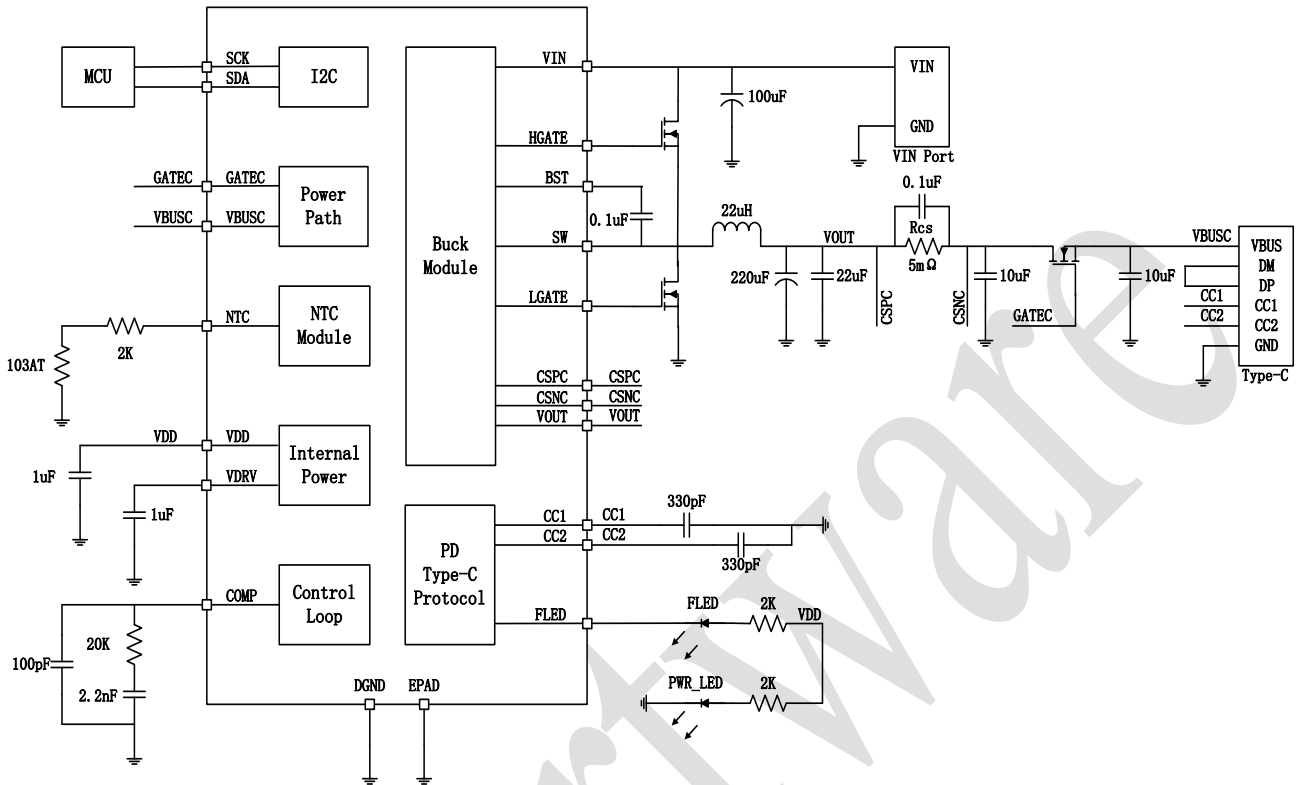 MCU
SCK
SDA
I2C
GATEC
GATEC
VBUSC
VBUSC
Power
Path
NTC
NTC
Module
2K
103AT
VDD
VDD
VDRV
Internal
Power
1uF
1uF
COMP
Control
Loop
20K
100pF
2.2nF
DGND
EPAD
Buck
Module
VIN
HGATE
BST
SW
LGATE
CSPC
CSPC
CSNC
CSNC
VOUT
VOUT
0.1uF
100uF
VIN
GND
VIN Port
22uH
VOUT
220uF
22uF
CSPC
0.1uF
Rcs
5mΩ
CSNC
10uF
GATEC
10uF
VBUSC
VBUS
DM
DP
CC1
CC1
CC2
CC2
GND
Type-C
PD
Type-C
Protocol
CC1
CC1
CC2
CC2
330pF
330pF
FLED
FLED
2K
VDD
PWR_LED
2K